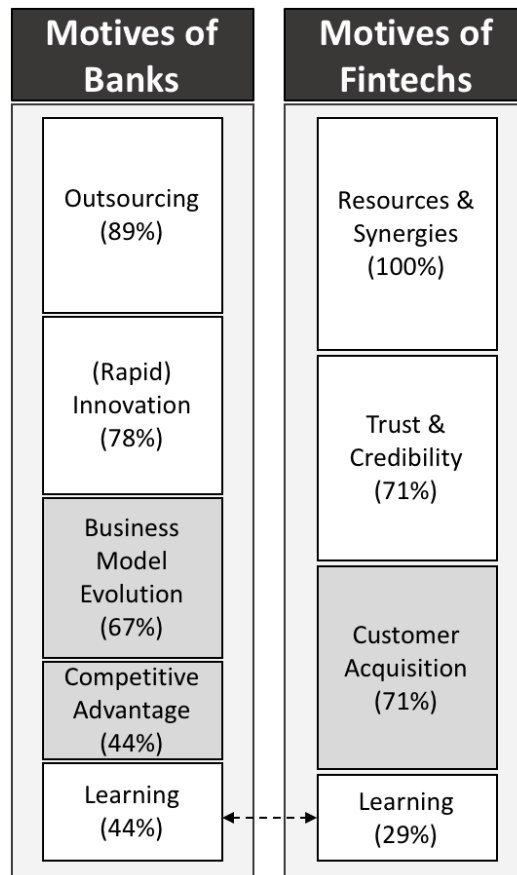 Motives of
Banks
Outsourcing
(89%)
(Rapid)
Innovation
(78%)
Business
Model
Evolution
(67%)
Competitive
Advantage
(44%)
Learning
(44%)
Motives of
Fintechs
Resources &
Synergies
(100%)
Trust &
Credibility
(71%)
Customer
Acquisition
(71%)
Learning
(29%)